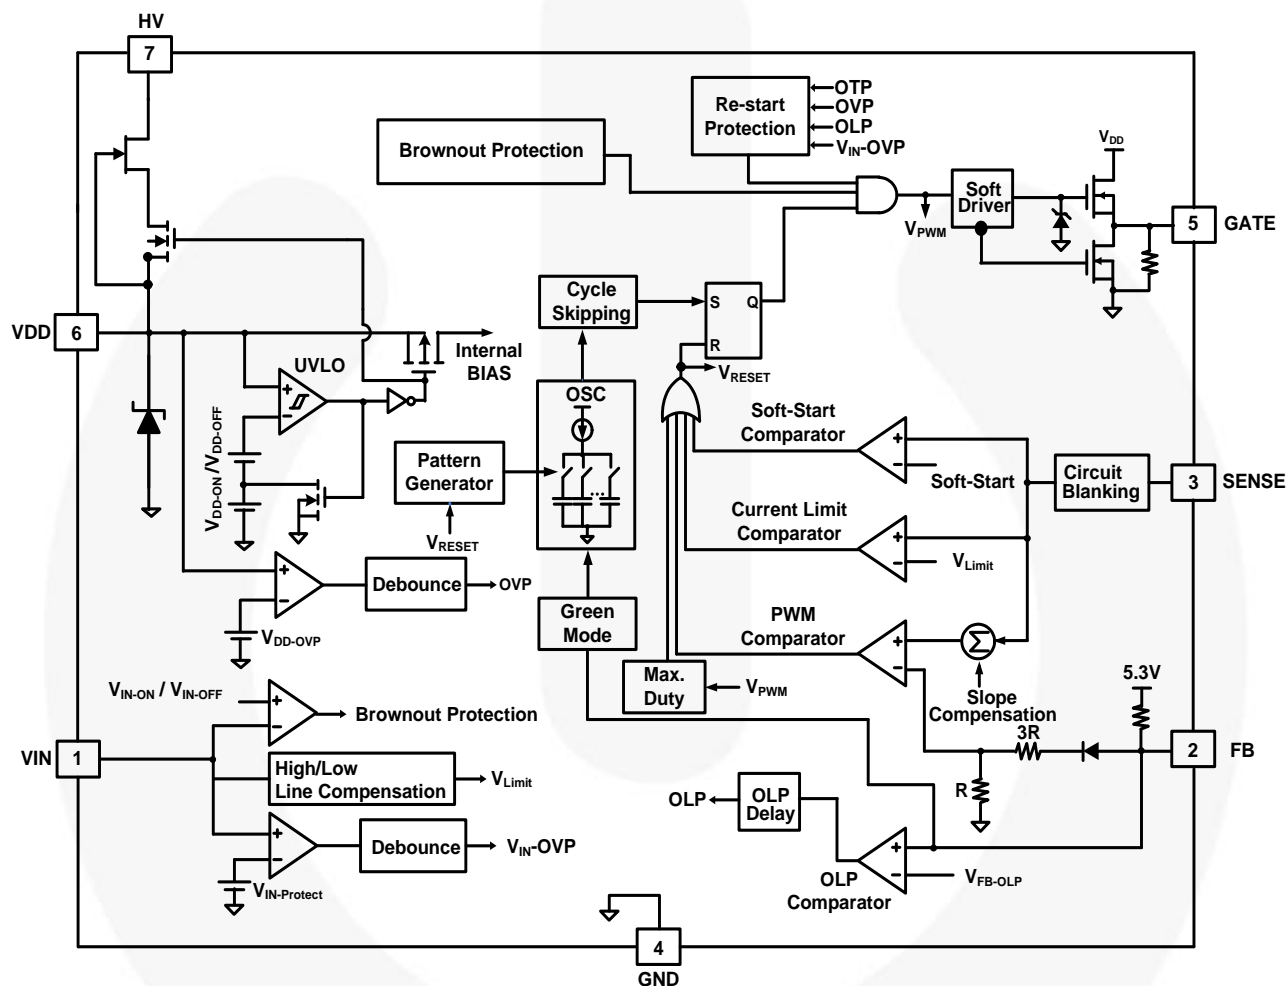 HV
7
Re-start
Protection
OTP
OVP
OLP
VIN-OVP
Brownout Protection
VDD
Soft
Driver
VPWM
5
GATE
Cycle
Skipping
S
Q
R
VRESET
VDD
6
Internal
BIAS
UVLO
+
−
VDD-ON / VDD-OFF
OSC
Pattern
Generator
VRESET
Soft-Start
Comparator
+
−
Soft-Start
Circuit
Blanking
3
SENSE
Current Limit
Comparator
+
−
VLimit
+
−
Debounce
OVP
VDD-OVP
Green
Mode
PWM
Comparator
+
−
Σ
Max.
Duty
VPWM
Slope
Compensation
5.3V
3R
R
2
FB
VIN-ON / VIN-OFF
+
−
Brownout Protection
VIN
1
High/Low
Line Compensation
VLimit
+
−
Debounce
VIN-OVP
VIN-Protect
OLP
OLP
Delay
+
−
VFB-OLP
OLP
Comparator
4
GND